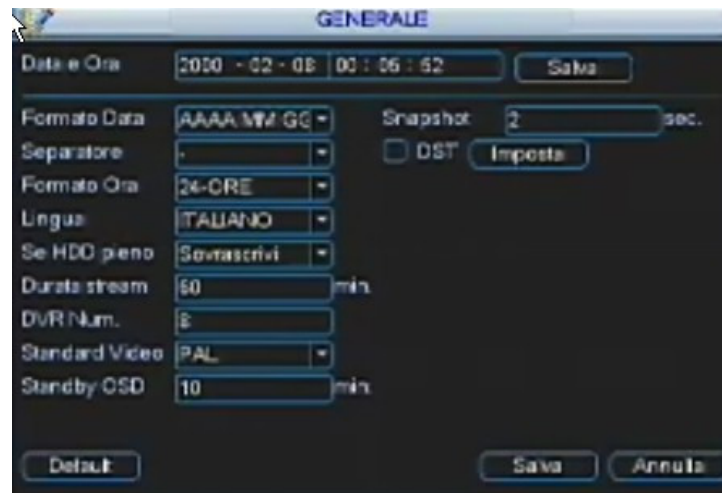 GENERALE
Data e Ora 2000 - 02 - 08 00 : 05 : 52 Salva
Formato Data AAAA MM GG Snapshot 2 sec.
Separatore - DST Imposta
Formato Ora 24-ORE
Lingua ITALIANO
Se HDD pieno Sovrascrivi
Durata stream 60 min.
DVR Num. 8
Standard Video PAL
Standby OSD 10 min.
Default Salva Annulla